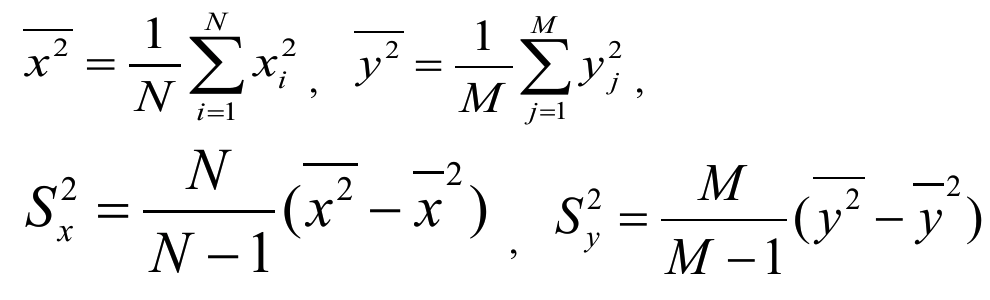 $\overline{x^2} = \frac{1}{N}\sum_{i=1}^{N} x_i^2$ , $\overline{y^2} = \frac{1}{M}\sum_{j=1}^{M} y_j^2$ ,
$S_x^2 = \frac{N}{N-1}(\overline{x^2} - \overline{x}^2)$ , $S_y^2 = \frac{M}{M-1}(\overline{y^2} - \overline{y}^2)$